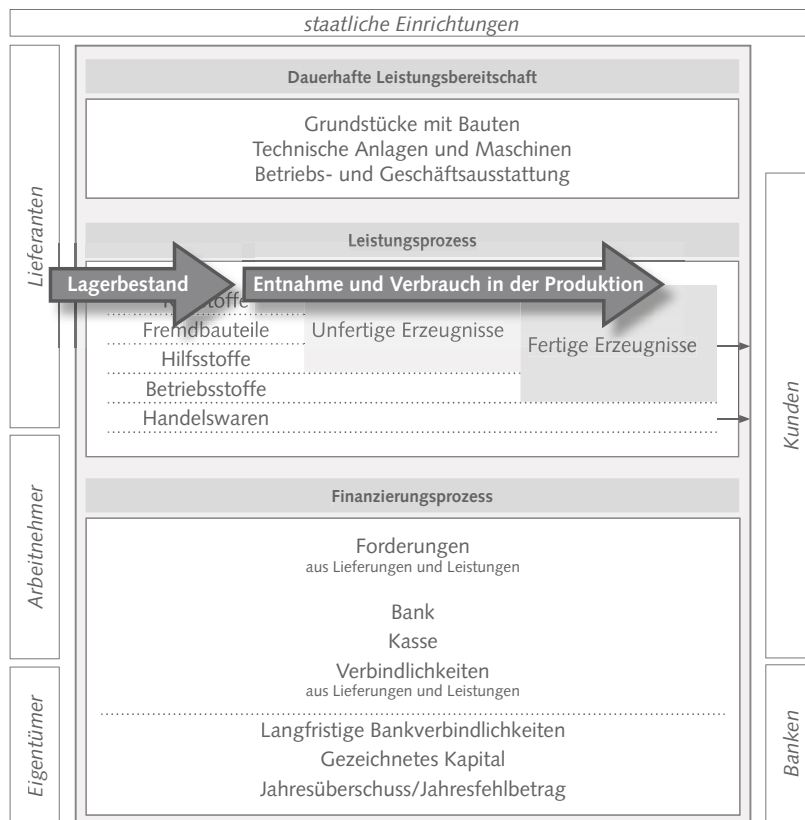 staatliche Einrichtungen
Lieferanten
Arbeitnehmer
Eigentümer
Dauerhafte Leistungsbereitschaft
Grundstücke mit Bauten
Technische Anlagen und Maschinen
Betriebs- und Geschäftsausstattung
Leistungsprozess
Lagerbestand
Entnahme und Verbrauch in der Produktion
Fremdbauteile
Unfertige Erzeugnisse
Fertige Erzeugnisse
Hilfsstoffe
Betriebsstoffe
Handelswaren
Finanzierungsprozess
Forderungen
aus Lieferungen und Leistungen
Bank
Kasse
Verbindlichkeiten
aus Lieferungen und Leistungen
Langfristige Bankverbindlichkeiten
Gezeichnetes Kapital
Jahresüberschuss/Jahresfehlbetrag
Kunden
Banken